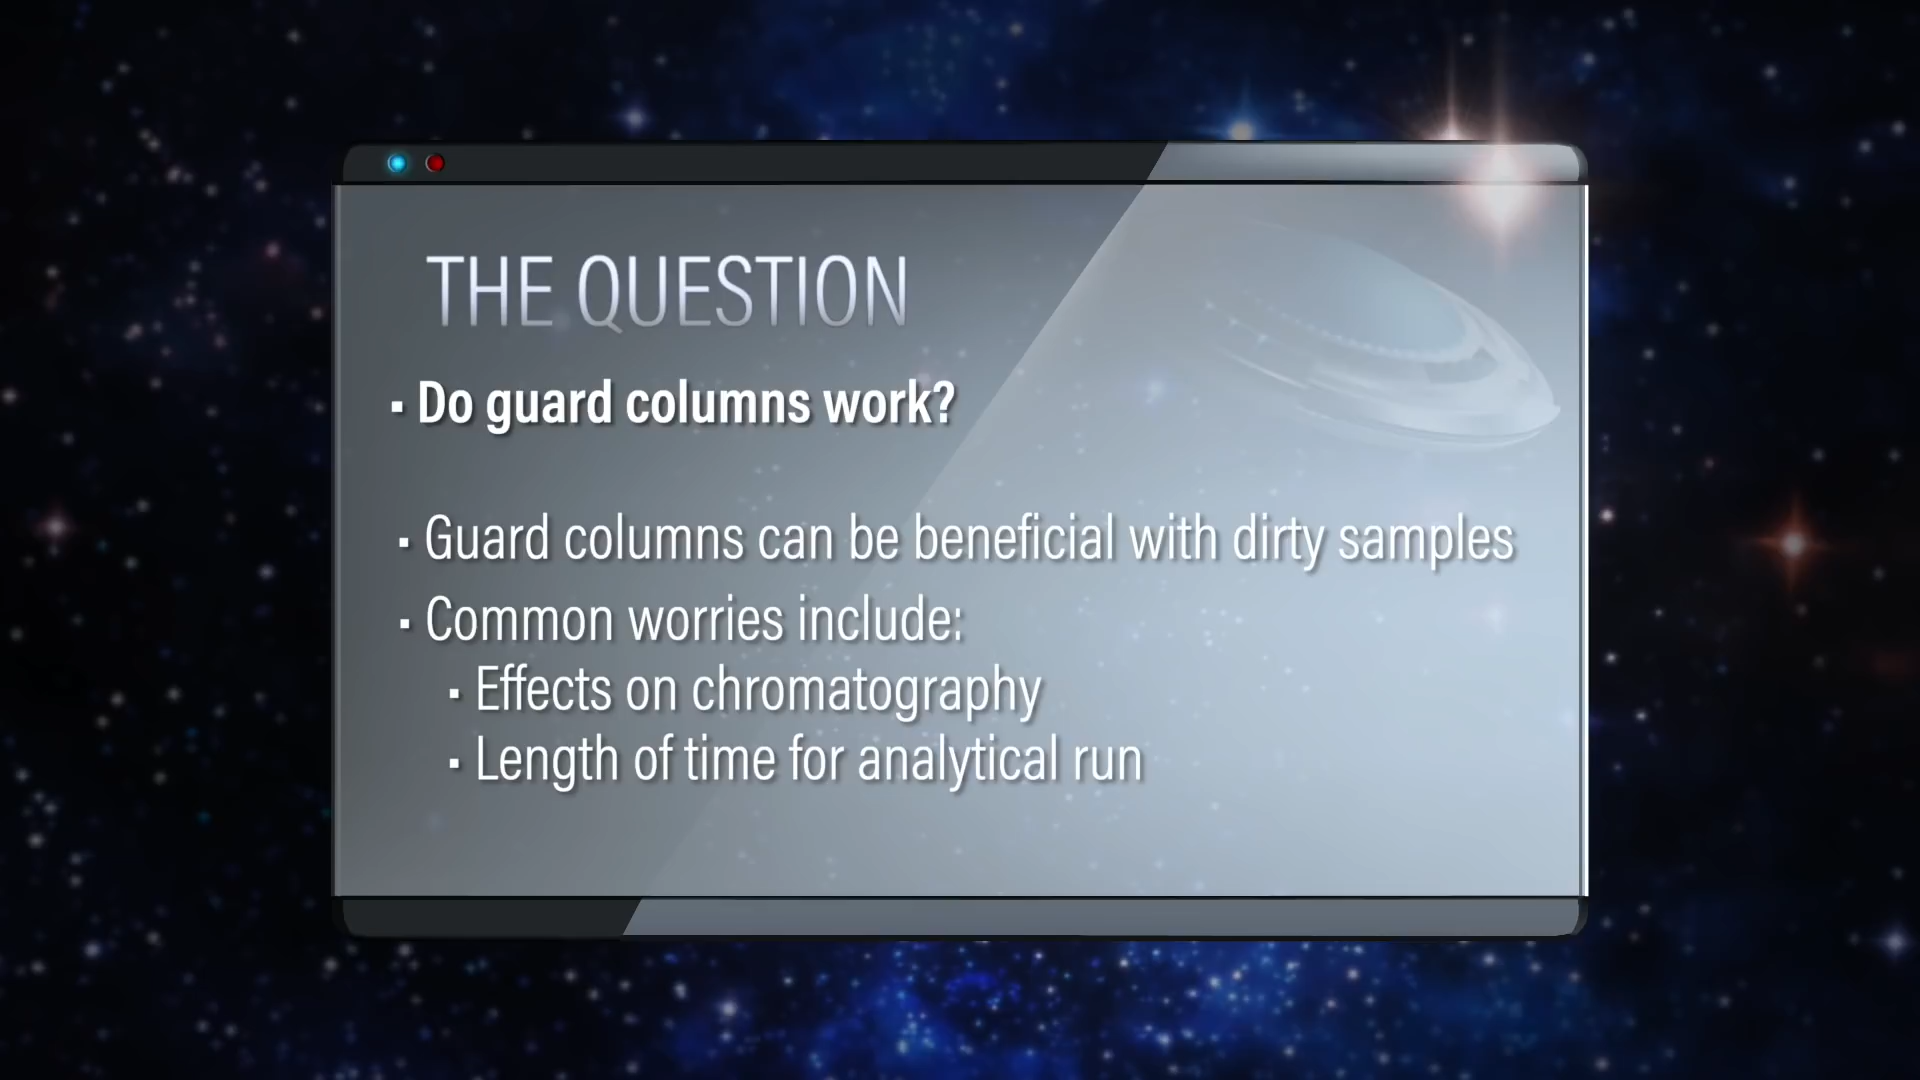 THE QUESTION
▪ Do guard columns work?
▪ Guard columns can be beneficial with dirty samples
▪ Common worries include:
▪ Effects on chromatography
▪ Length of time for analytical run